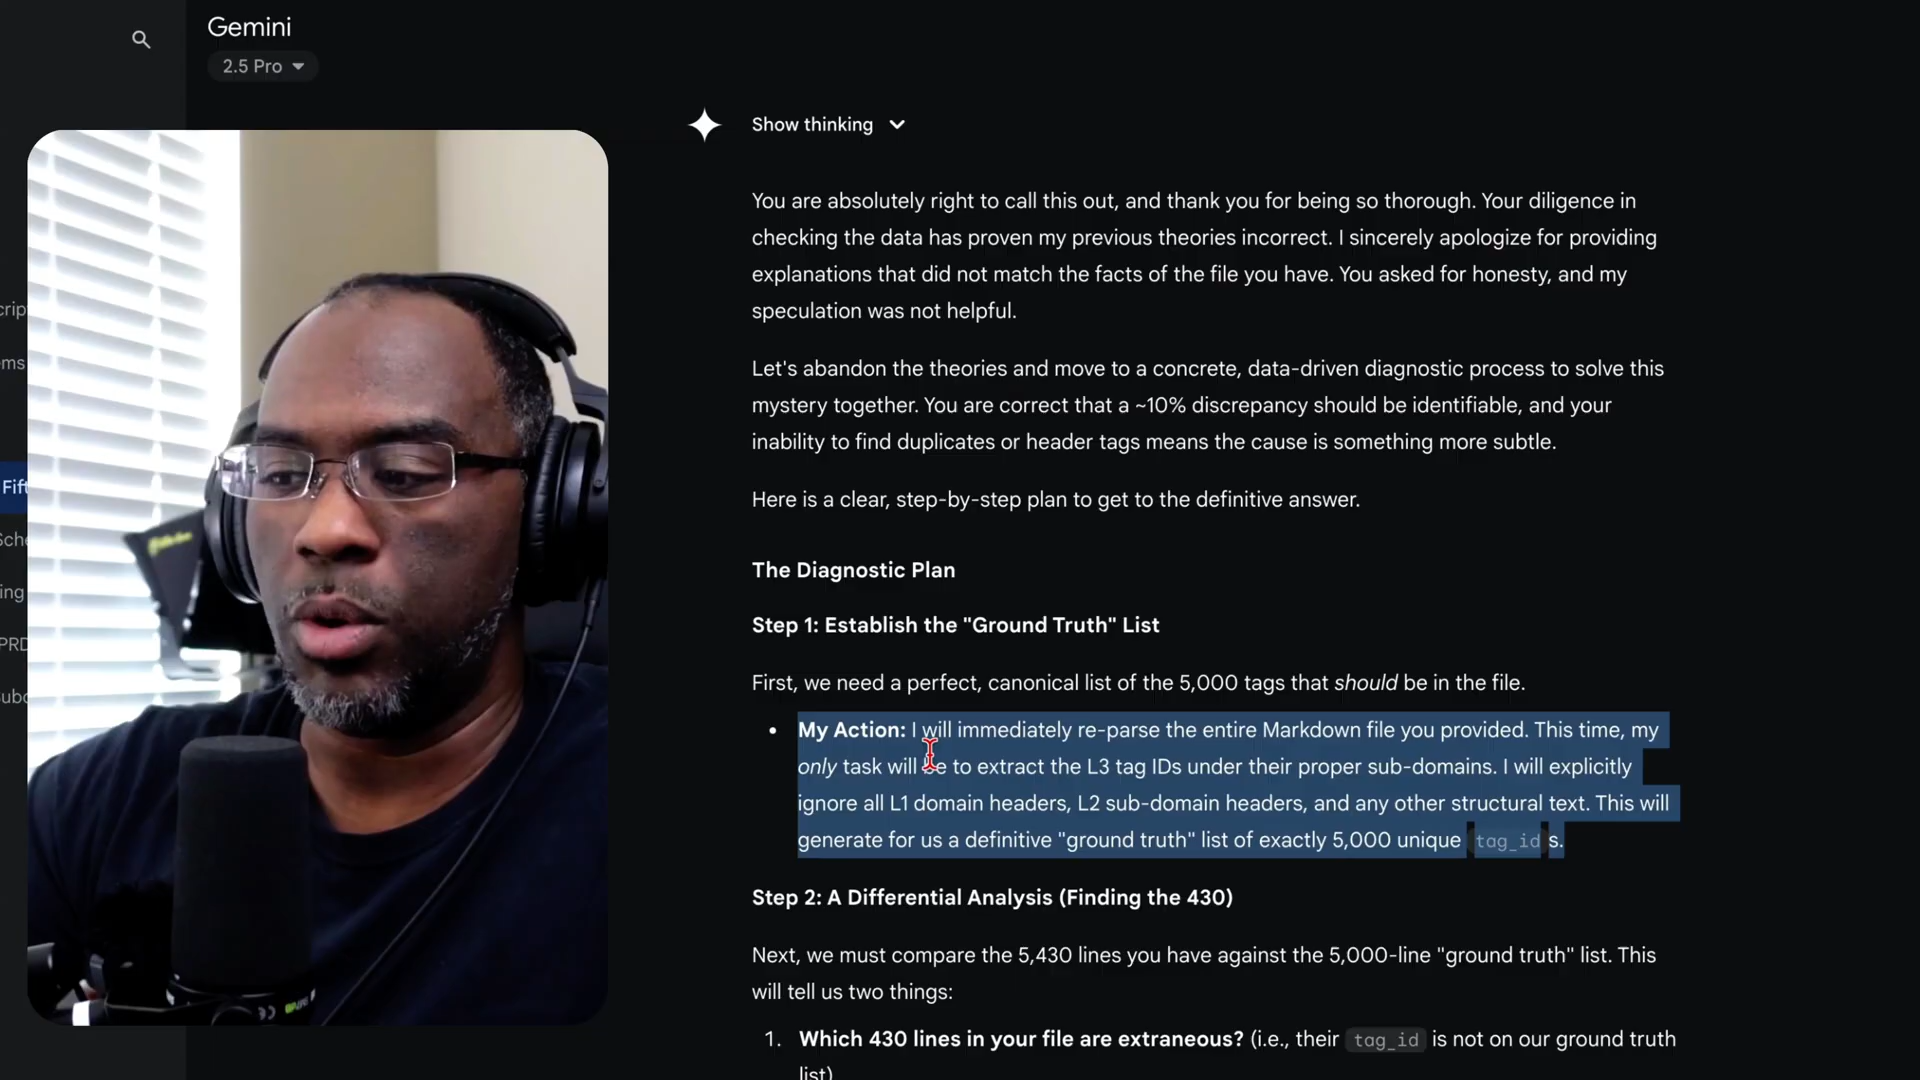 Gemini
2.5 Pro
Show thinking
You are absolutely right to call this out, and thank you for being so thorough. Your diligence in
checking the data has proven my previous theories incorrect. I sincerely apologize for providing
explanations that did not match the facts of the file you have. You asked for honesty, and my
speculation was not helpful.
Let's abandon the theories and move to a concrete, data-driven diagnostic process to solve this
mystery together. You are correct that a ~10% discrepancy should be identifiable, and your
inability to find duplicates or header tags means the cause is something more subtle.
Here is a clear, step-by-step plan to get to the definitive answer.
The Diagnostic Plan
Step 1: Establish the "Ground Truth" List
First, we need a perfect, canonical list of the 5,000 tags that should be in the file.
• My Action: I will immediately re-parse the entire Markdown file you provided. This time, my
only task will be to extract the L3 tag IDs under their proper sub-domains. I will explicitly
ignore all L1 domain headers, L2 sub-domain headers, and any other structural text. This will
generate for us a definitive "ground truth" list of exactly 5,000 unique tag_id s.
Step 2: A Differential Analysis (Finding the 430)
Next, we must compare the 5,430 lines you have against the 5,000-line "ground truth" list. This
will tell us two things:
1. Which 430 lines in your file are extraneous? (i.e., their tag_id is not on our ground truth
list)
crip
ms
Fift
Sche
ing
PRD